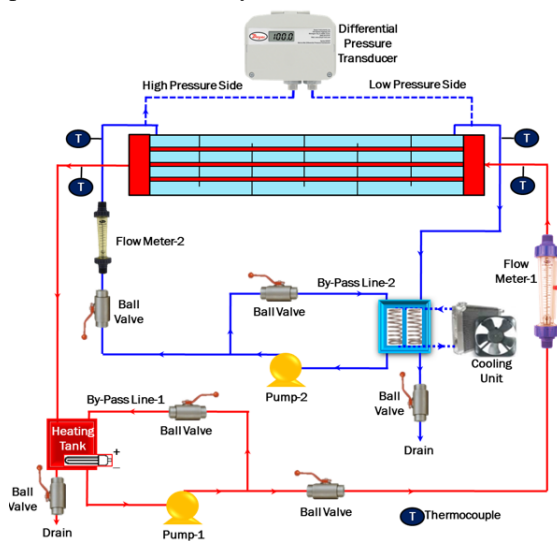 Differential
Pressure
Transducer
100.0
High Pressure Side
Low Pressure Side
T
T
T
T
Flow Meter-2
Flow
Meter-1
By-Pass Line-2
Ball
Valve
Ball Valve
Cooling
Unit
Pump-2
Ball
Valve
By-Pass Line-1
Ball Valve
Drain
Heating
Tank
+
–
Ball
Valve
Ball Valve
Drain
Pump-1
T Thermocouple